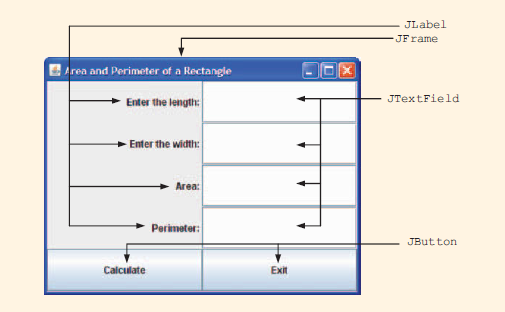 JLabel
JFrame
Area and Perimeter of a Rectangle
Enter the length:
JTextField
Enter the width:
Area:
Perimeter:
JButton
Calculate
Exit